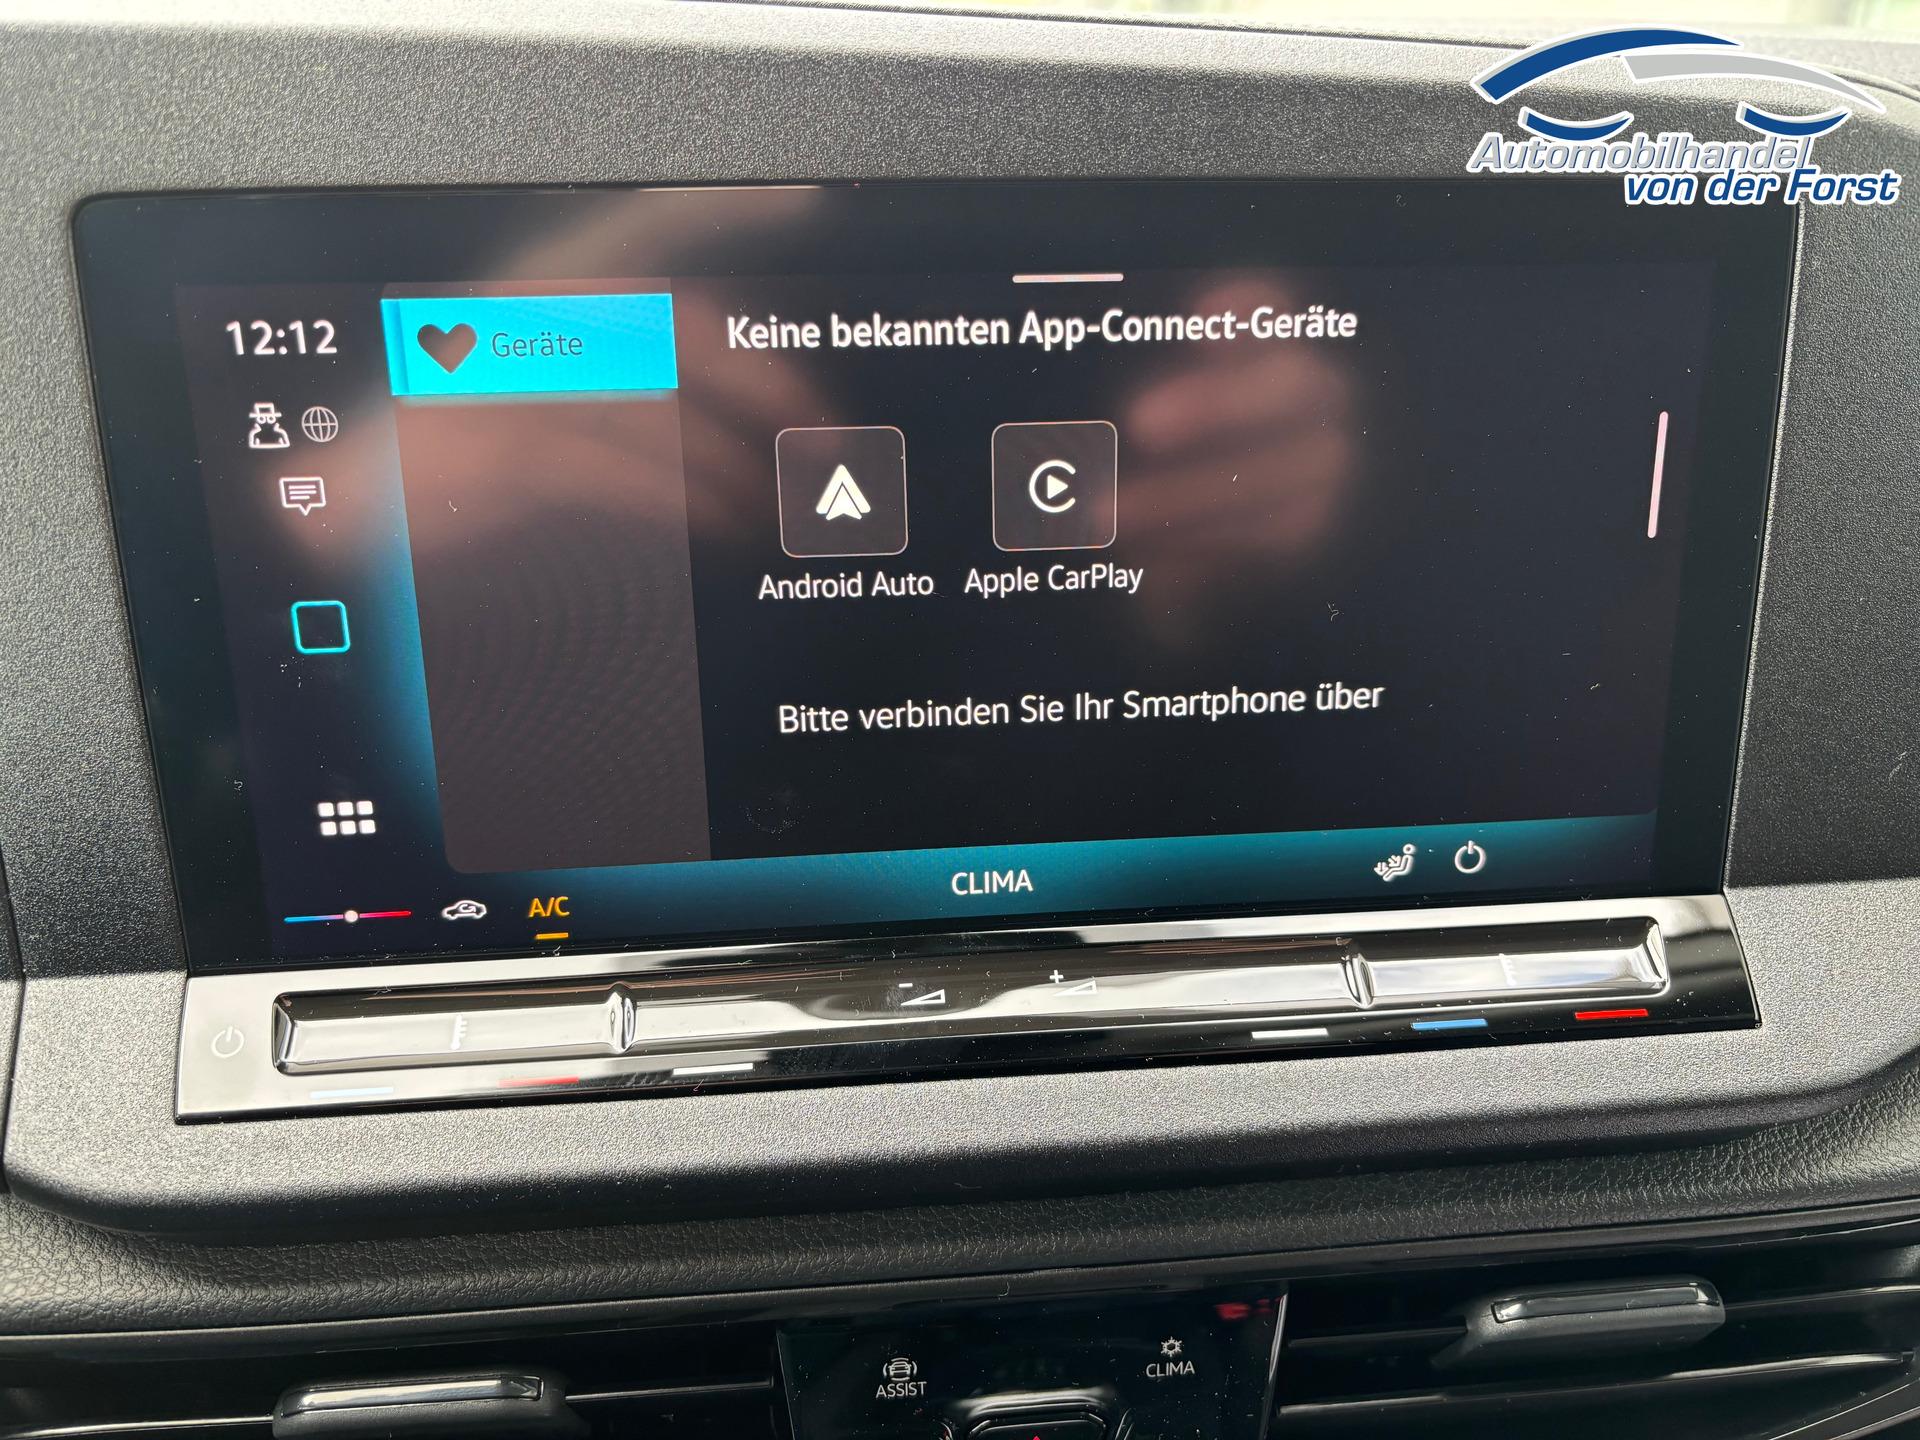 Automobilhandel
von der Forst
12:12
Geräte
Keine bekannten App-Connect-Geräte
Android Auto
Apple CarPlay
Bitte verbinden Sie Ihr Smartphone über
CLIMA
A/C
- +
ASSIST
CLIMA